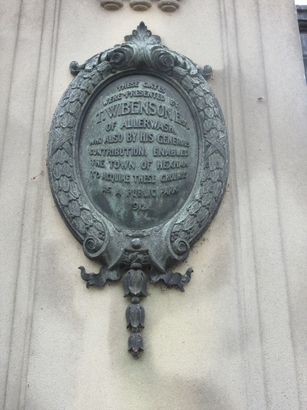 THESE GATES
WERE PRESENTED BY
T. W. BENSON, ESQ.
OF ALLERWASH,
WHO ALSO BY HIS GENEROUS
CONTRIBUTION, ENABLED
THE TOWN OF HEXHAM
TO ACQUIRE THESE GROUNDS
AS A PUBLIC PARK